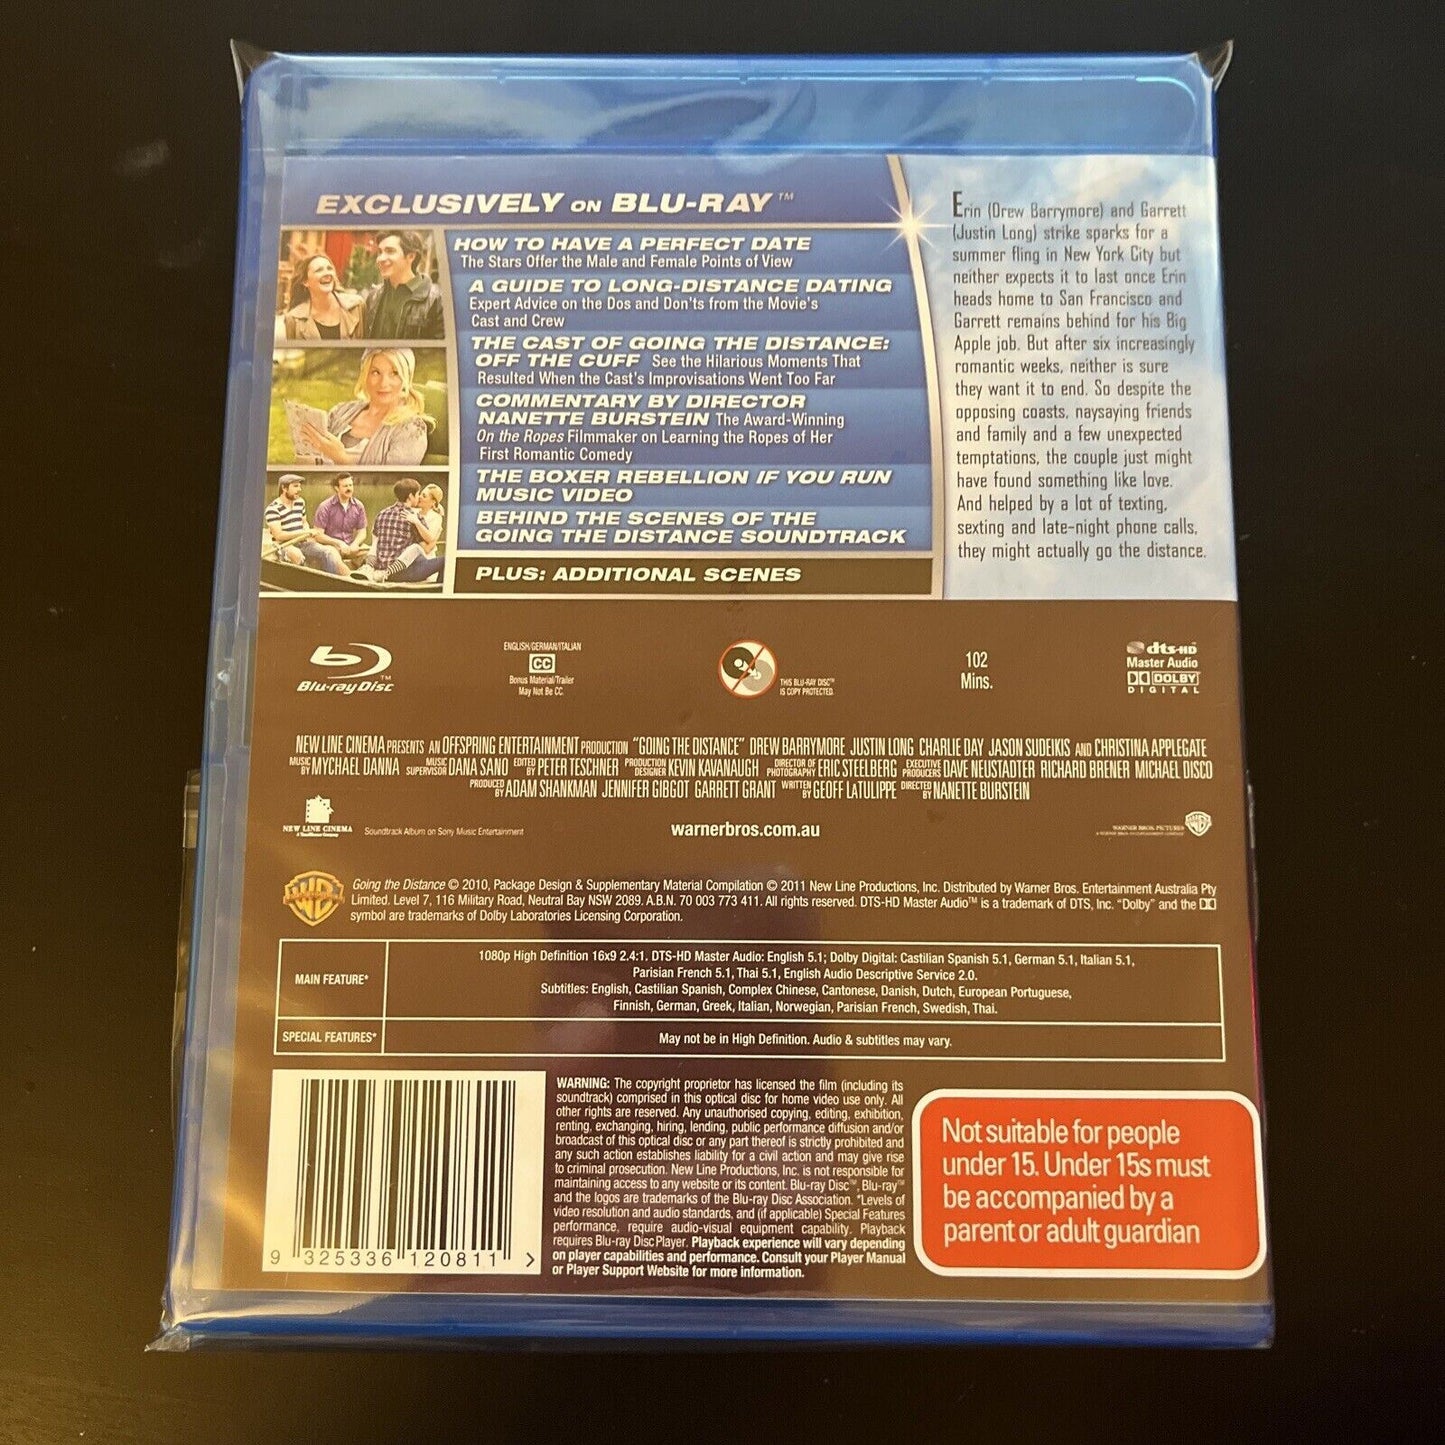 EXCLUSIVELY ON BLU-RAY™
HOW TO HAVE A PERFECT DATE
The Stars Offer the Male and Female Points of View
A GUIDE TO LONG-DISTANCE DATING
Expert Advice on the Dos and Don'ts from the Movie's
Cast and Crew
THE CAST OF GOING THE DISTANCE:
OFF THE CUFF See the Hilarious Moments That
Resulted When the Cast's Improvisations Went Too Far
COMMENTARY BY DIRECTOR
NANETTE BURSTEIN The Award-Winning
On the Ropes Filmmaker on Learning the Ropes of Her
First Romantic Comedy
THE BOXER REBELLION IF YOU RUN
MUSIC VIDEO
BEHIND THE SCENES OF THE
GOING THE DISTANCE SOUNDTRACK
PLUS: ADDITIONAL SCENES
Erin (Drew Barrymore) and Garrett
(Justin Long) strike sparks for a
summer fling in New York City but
neither expects it to last once Erin
heads home to San Francisco and
Garrett remains behind for his Big
Apple job. But after six increasingly
romantic weeks, neither is sure
they want it to end. So despite the
opposing coasts, naysaying friends
and family and a few unexpected
temptations, the couple just might
have found something like love.
And helped by a lot of texting,
sexting and late-night phone calls,
they might actually go the distance.
Blu-ray Disc™
ENGLISH/GERMAN/ITALIAN
CC
Bonus Material/Trailer
May Not Be CC.
THIS BLU-RAY DISC™
IS COPY PROTECTED.
102
Mins.
dts-HD
Master Audio
DOLBY
DIGITAL
NEW LINE CINEMA PRESENTS AN OFFSPRING ENTERTAINMENT PRODUCTION "GOING THE DISTANCE" DREW BARRYMORE JUSTIN LONG CHARLIE DAY JASON SUDEIKIS AND CHRISTINA APPLEGATE
MUSIC BY MYCHAEL DANNA MUSIC SUPERVISOR DANA SANO EDITED BY PETER TESCHNER PRODUCTION DESIGNER KEVIN KAVANAUGH DIRECTOR OF PHOTOGRAPHY ERIC STEELBERG EXECUTIVE PRODUCERS DAVE NEUSTADTER RICHARD BRENER MICHAEL DISCO
PRODUCED BY ADAM SHANKMAN JENNIFER GIBGOT GARRETT GRANT WRITTEN BY GEOFF LATULIPPE DIRECTED BY NANETTE BURSTEIN
NEW LINE CINEMA
Soundtrack Album on Sony Music Entertainment
warnerbros.com.au
WARNER BROS. PICTURES
Going the Distance © 2010, Package Design & Supplementary Material Compilation © 2011 New Line Productions, Inc. Distributed by Warner Bros. Entertainment Australia Pty
Limited. Level 7, 116 Military Road, Neutral Bay NSW 2089. A.B.N. 70 003 773 411. All rights reserved. DTS-HD Master Audio™ is a trademark of DTS, Inc. "Dolby" and the
symbol are trademarks of Dolby Laboratories Licensing Corporation.
MAIN FEATURE*
1080p High Definition 16x9 2.4:1. DTS-HD Master Audio: English 5.1; Dolby Digital: Castilian Spanish 5.1, German 5.1, Italian 5.1,
Parisian French 5.1, Thai 5.1, English Audio Descriptive Service 2.0.
Subtitles: English, Castilian Spanish, Complex Chinese, Cantonese, Danish, Dutch, European Portuguese,
Finnish, German, Greek, Italian, Norwegian, Parisian French, Swedish, Thai.
SPECIAL FEATURES*
May not be in High Definition. Audio & subtitles may vary.
9 325336 120811 >
WARNING: The copyright proprietor has licensed the film (including its
soundtrack) comprised in this optical disc for home video use only. All
other rights are reserved. Any unauthorised copying, editing, exhibition,
renting, exchanging, hiring, lending, public performance diffusion and/or
broadcast of this optical disc or any part thereof is strictly prohibited and
any such action establishes liability for a civil action and may give rise
to criminal prosecution. New Line Productions, Inc. is not responsible for
maintaining access to any website or its content. Blu-ray Disc™, Blu-ray™
and the logos are trademarks of the Blu-ray Disc Association. *Levels of
video resolution and audio standards, and (if applicable) Special Features
performance, require audio-visual equipment capability. Playback
requires Blu-ray Disc Player. Playback experience will vary depending
on player capabilities and performance. Consult your Player Manual
or Player Support Website for more information.
Not suitable for people
under 15. Under 15s must
be accompanied by a
parent or adult guardian